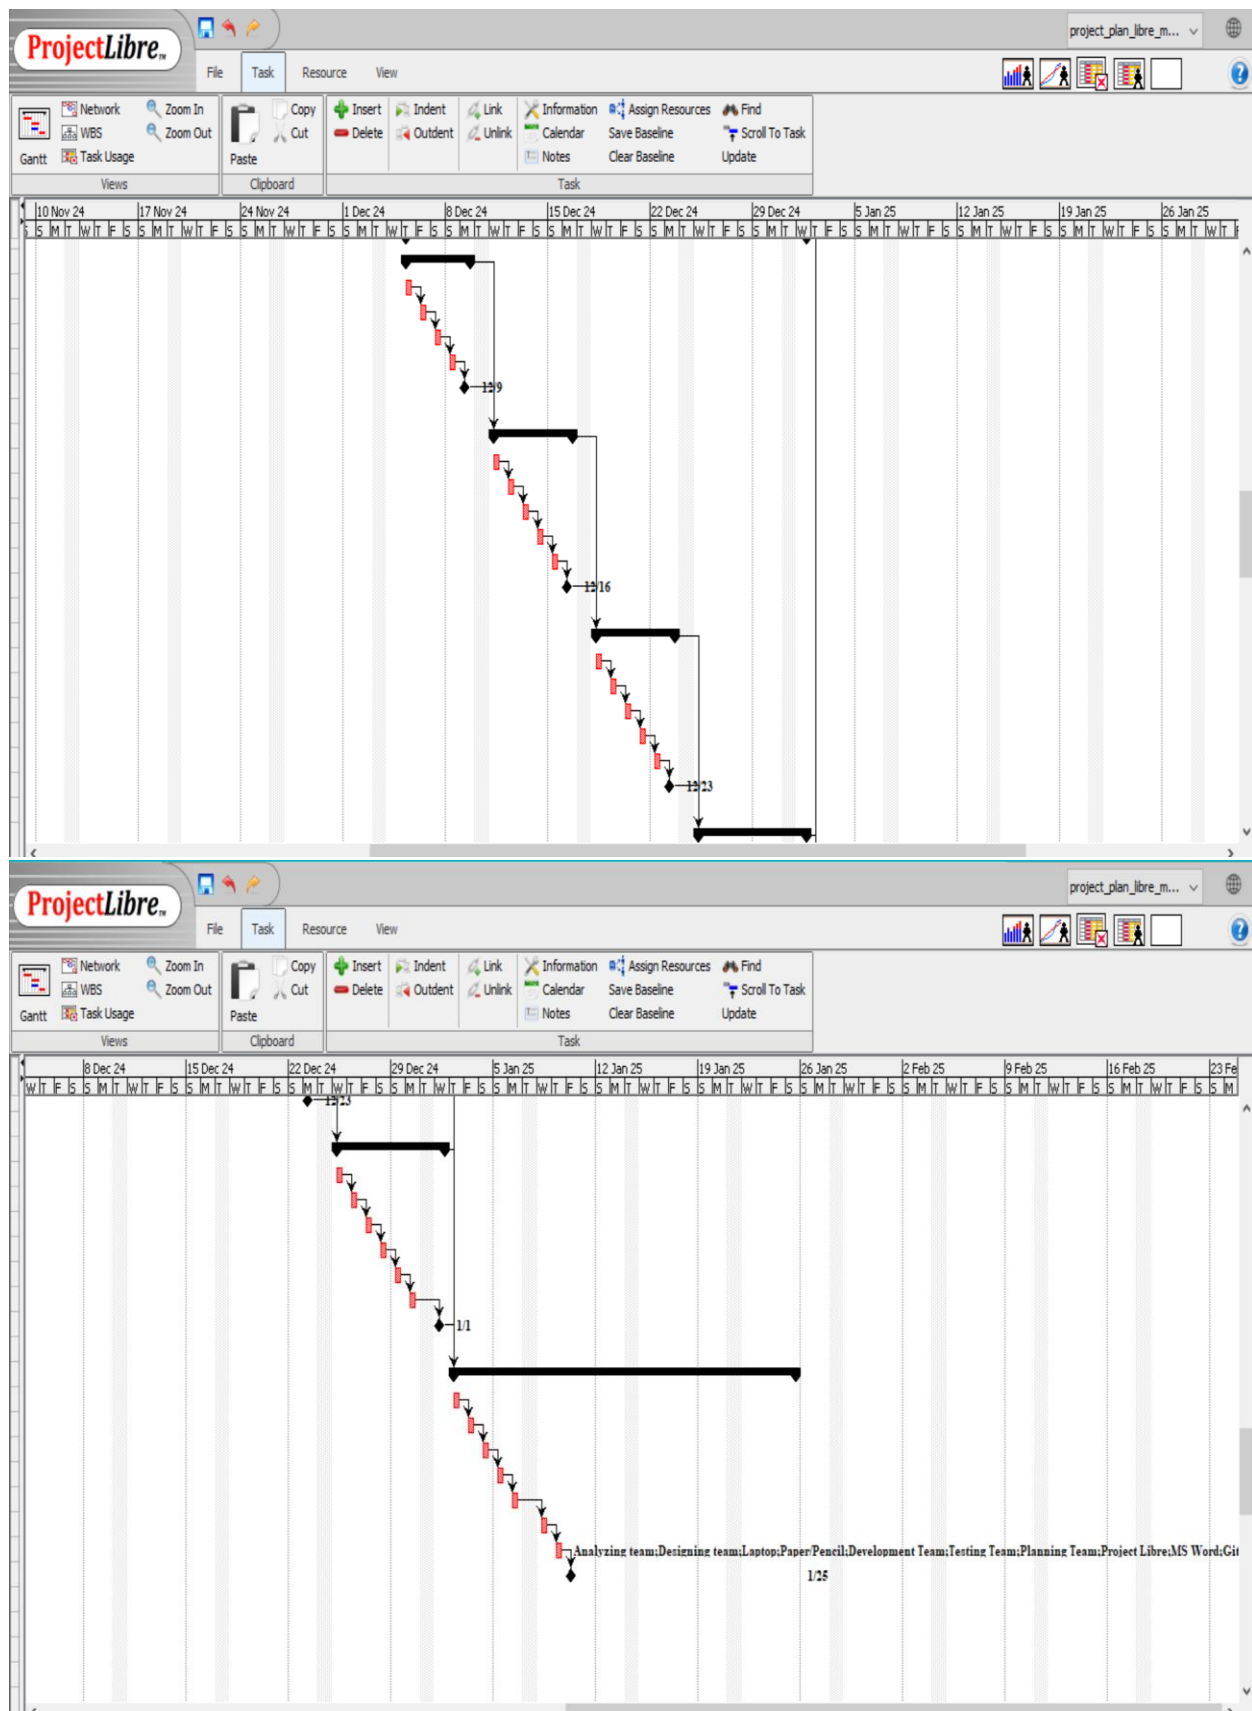 ProjectLibre™
project_plan_libre_m...
File Task Resource View
Network Zoom In Copy Insert Indent Link Information Assign Resources Find
WBS Zoom Out Cut Delete Outdent Unlink Calendar Save Baseline Scroll To Task
Gantt Task Usage Paste Notes Clear Baseline Update
Views Clipboard Task
10 Nov 24 17 Nov 24 24 Nov 24 1 Dec 24 8 Dec 24 15 Dec 24 22 Dec 24 29 Dec 24 5 Jan 25 12 Jan 25 19 Jan 25 26 Jan 25
S S M T W T F S S M T W T F S S M T W T F S S M T W T F S S M T W T F S S M T W T F S S M T W T F S S M T W T F S S M T W T F S S M T W T F S S M T W T F S S M T W T F
12/9
12/16
12/23
ProjectLibre™
project_plan_libre_m...
File Task Resource View
Network Zoom In Copy Insert Indent Link Information Assign Resources Find
WBS Zoom Out Cut Delete Outdent Unlink Calendar Save Baseline Scroll To Task
Gantt Task Usage Paste Notes Clear Baseline Update
Views Clipboard Task
8 Dec 24 15 Dec 24 22 Dec 24 29 Dec 24 5 Jan 25 12 Jan 25 19 Jan 25 26 Jan 25 2 Feb 25 9 Feb 25 16 Feb 25 23 Fe
W T F S S M T W T F S S M T W T F S S M T W T F S S M T W T F S S M T W T F S S M T W T F S S M T W T F S S M T W T F S S M T W T F S S M T W T F S S M T W T F S S M
12/23
1/1
Analyzing team;Designing team;Laptop;Paper/Pencil;Development Team;Testing Team;Planning Team;Project Libre;MS Word;Git
1/25